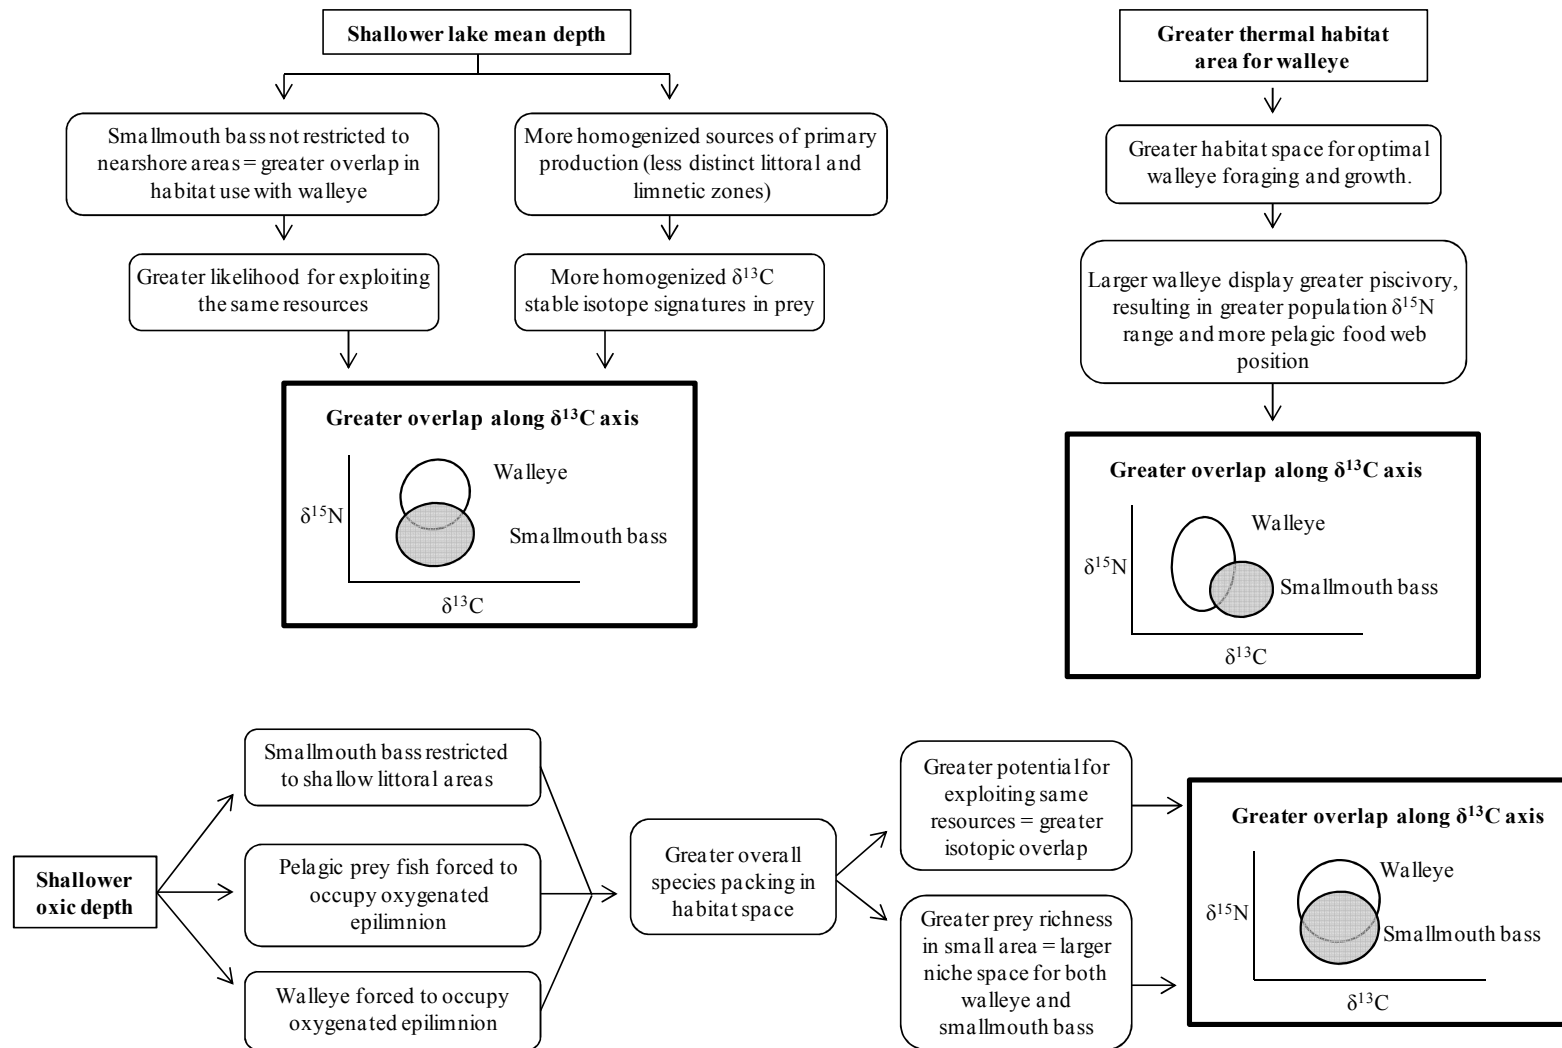 Shallower lake mean depth
Smallmouth bass not restricted to
nearshore areas = greater overlap in
habitat use with walleye
More homogenized sources of primary
production (less distinct littoral and
limnetic zones)
Greater likelihood for exploiting
the same resources
More homogenized δ¹³C
stable isotope signatures in prey
Greater overlap along δ¹³C axis
Walleye
δ¹⁵N
Smallmouth bass
δ¹³C
Greater thermal habitat
area for walleye
Greater habitat space for optimal
walleye foraging and growth.
Larger walleye display greater piscivory,
resulting in greater population δ¹⁵N
range and more pelagic food web
position
Greater overlap along δ¹³C axis
Walleye
δ¹⁵N
Smallmouth bass
δ¹³C
Shallower
oxic depth
Smallmouth bass restricted
to shallow littoral areas
Pelagic prey fish forced to
occupy oxygenated
epilimnion
Walleye forced to occupy
oxygenated epilimnion
Greater overall
species packing in
habitat space
Greater potential for
exploiting same
resources = greater
isotopic overlap
Greater prey richness
in small area = larger
niche space for both
walleye and
smallmouth bass
Greater overlap along δ¹³C axis
Walleye
δ¹⁵N
Smallmouth bass
δ¹³C